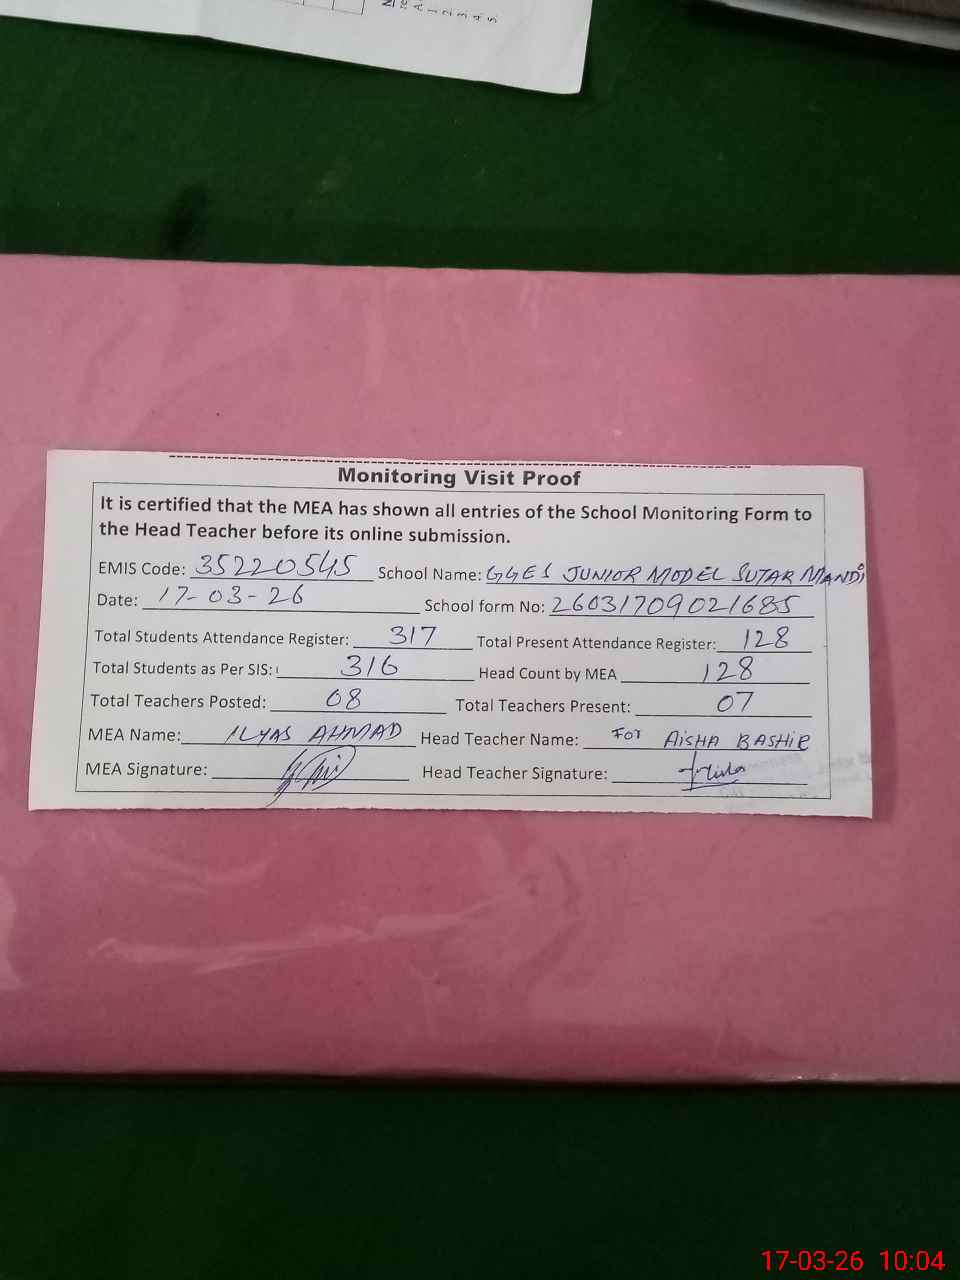 Monitoring Visit Proof
It is certified that the MEA has shown all entries of the School Monitoring Form to
the Head Teacher before its online submission.
EMIS Code: 35220545 School Name: GGES JUNIOR MODEL SUTAR MANDI
Date: 17-03-26 School form No: 26031709021685
Total Students Attendance Register: 317 Total Present Attendance Register: 128
Total Students as Per SIS: 316 Head Count by MEA 128
Total Teachers Posted: 08 Total Teachers Present: 07
MEA Name: ILYAS AHMAD Head Teacher Name: For AISHA BASHIR
MEA Signature: Head Teacher Signature:
17-03-26 10:04